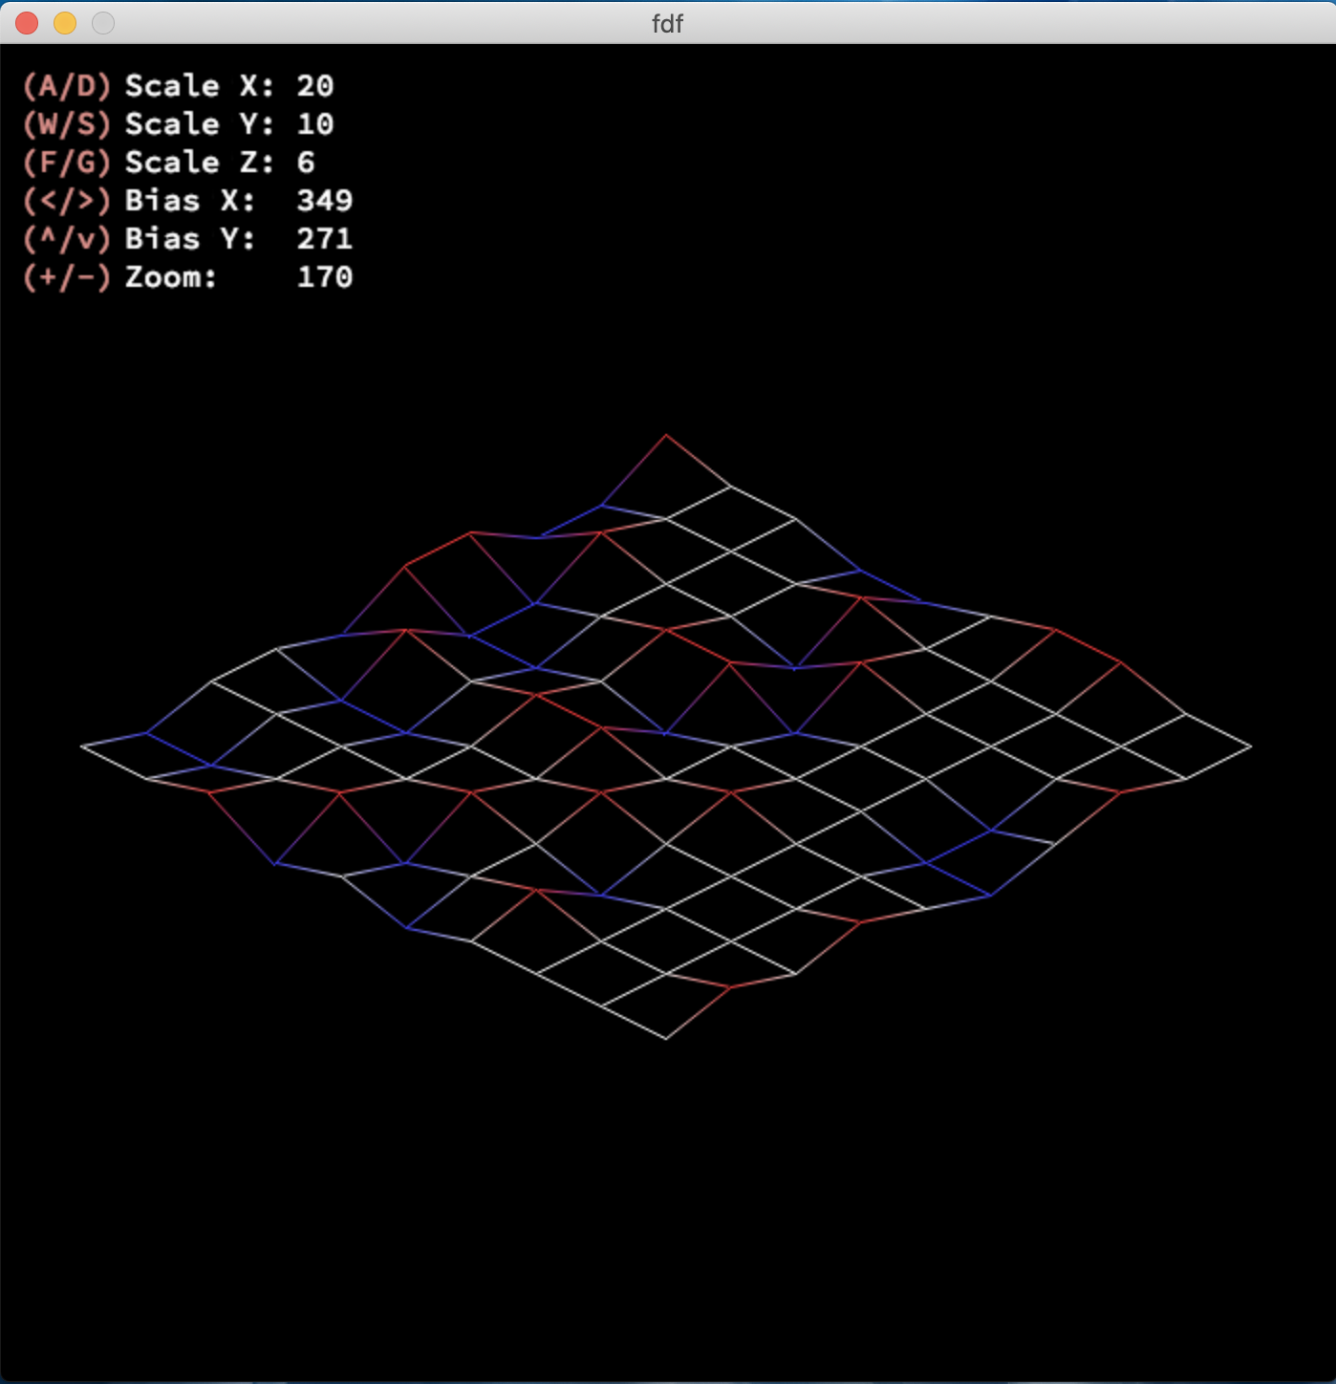 fdf
(A/D) Scale X: 20
(W/S) Scale Y: 10
(F/G) Scale Z: 6
(</>) Bias X: 349
(^/v) Bias Y: 271
(+/-) Zoom: 170